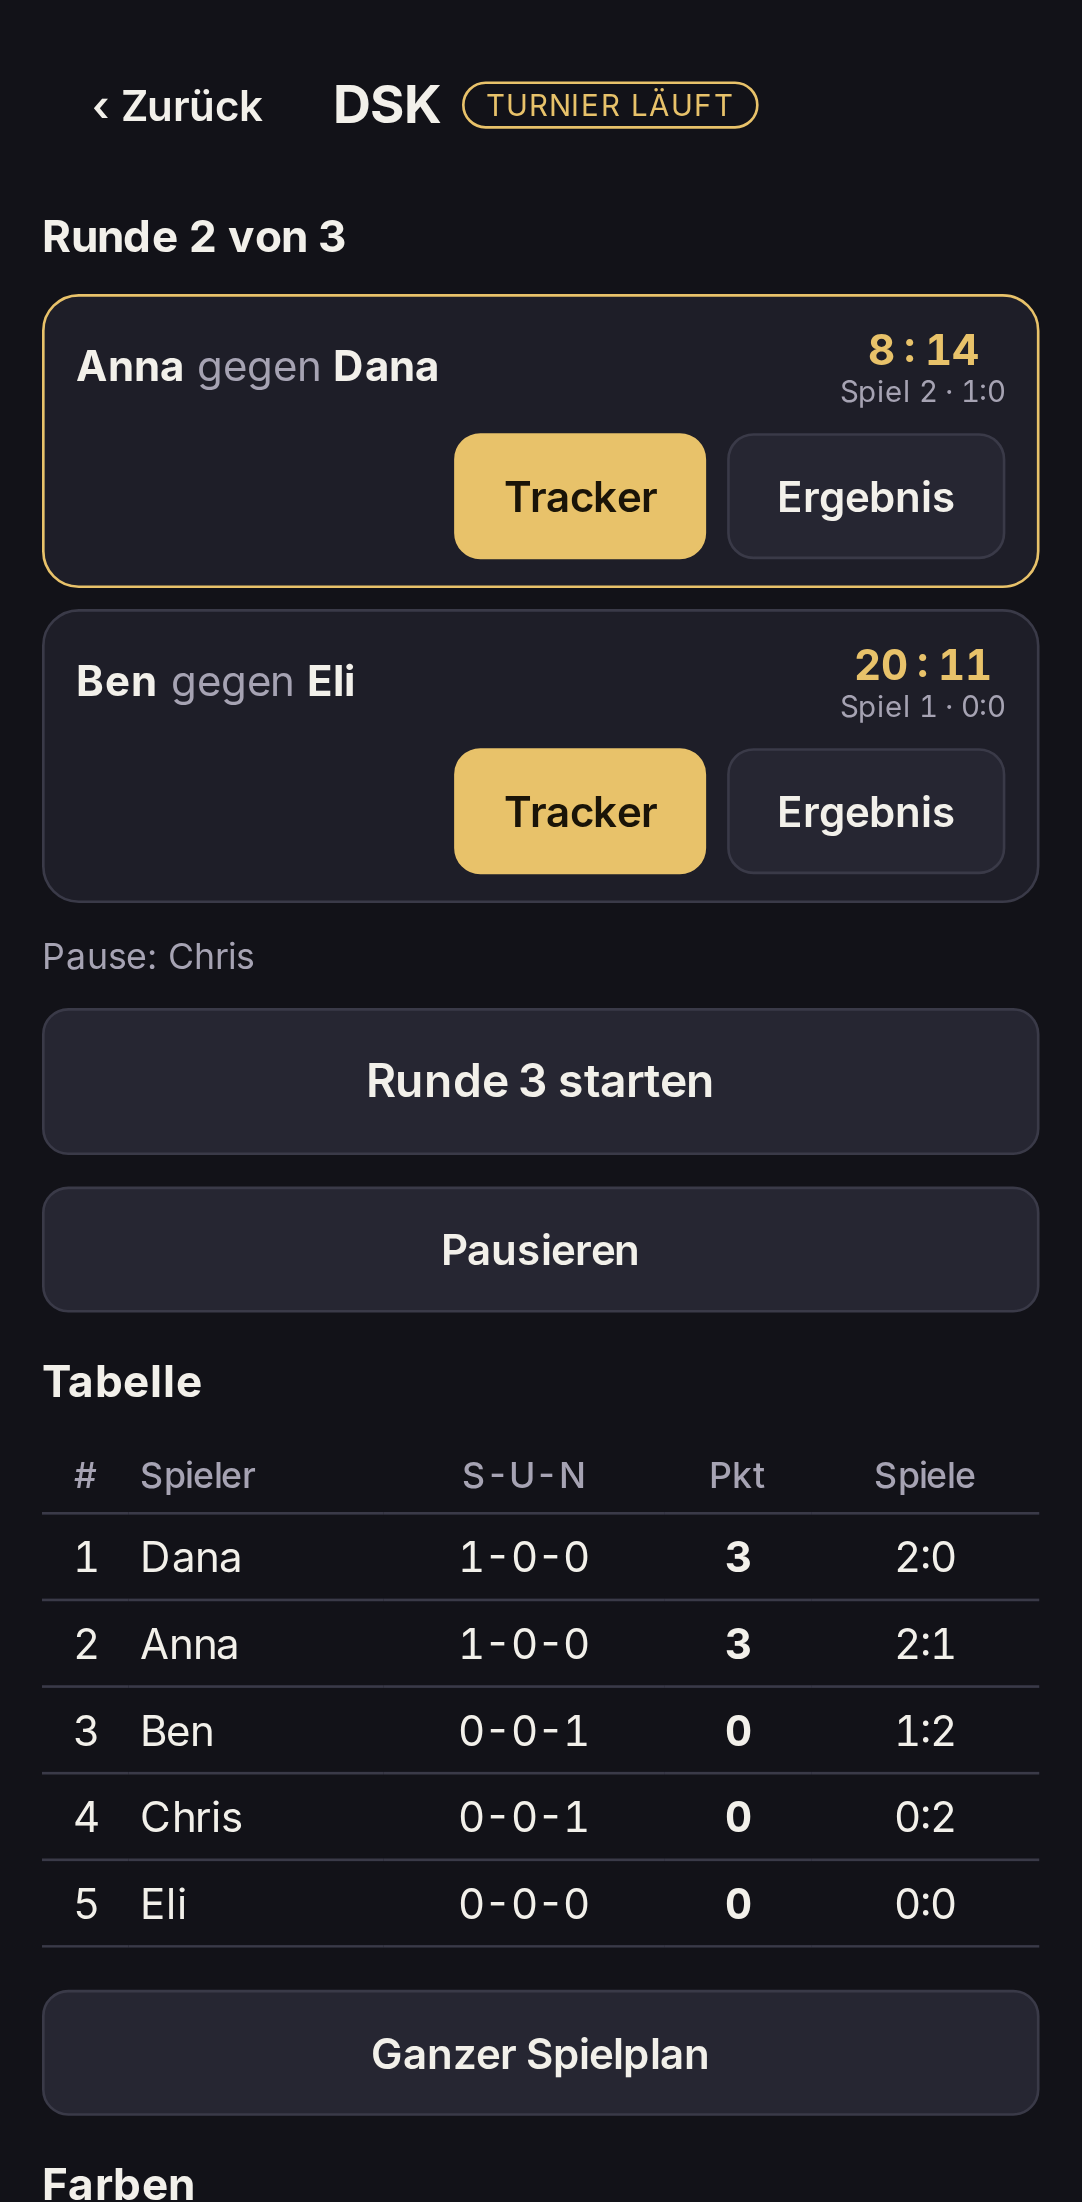 ‹ Zurück DSK TURNIER LÄUFT
Runde 2 von 3
Anna gegen Dana 8 : 14
Spiel 2 · 1:0
Tracker Ergebnis
Ben gegen Eli 20 : 11
Spiel 1 · 0:0
Tracker Ergebnis
Pause: Chris
Runde 3 starten
Pausieren
Tabelle
# Spieler S-U-N Pkt Spiele
1 Dana 1-0-0 3 2:0
2 Anna 1-0-0 3 2:1
3 Ben 0-0-1 0 1:2
4 Chris 0-0-1 0 0:2
5 Eli 0-0-0 0 0:0
Ganzer Spielplan
Farben